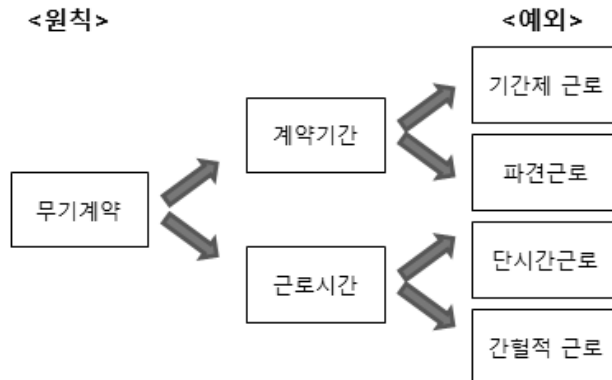 <원칙>
<예외>
기간제 근로
계약기간
파견근로
무기계약
단시간근로
근로시간
간헐적 근로